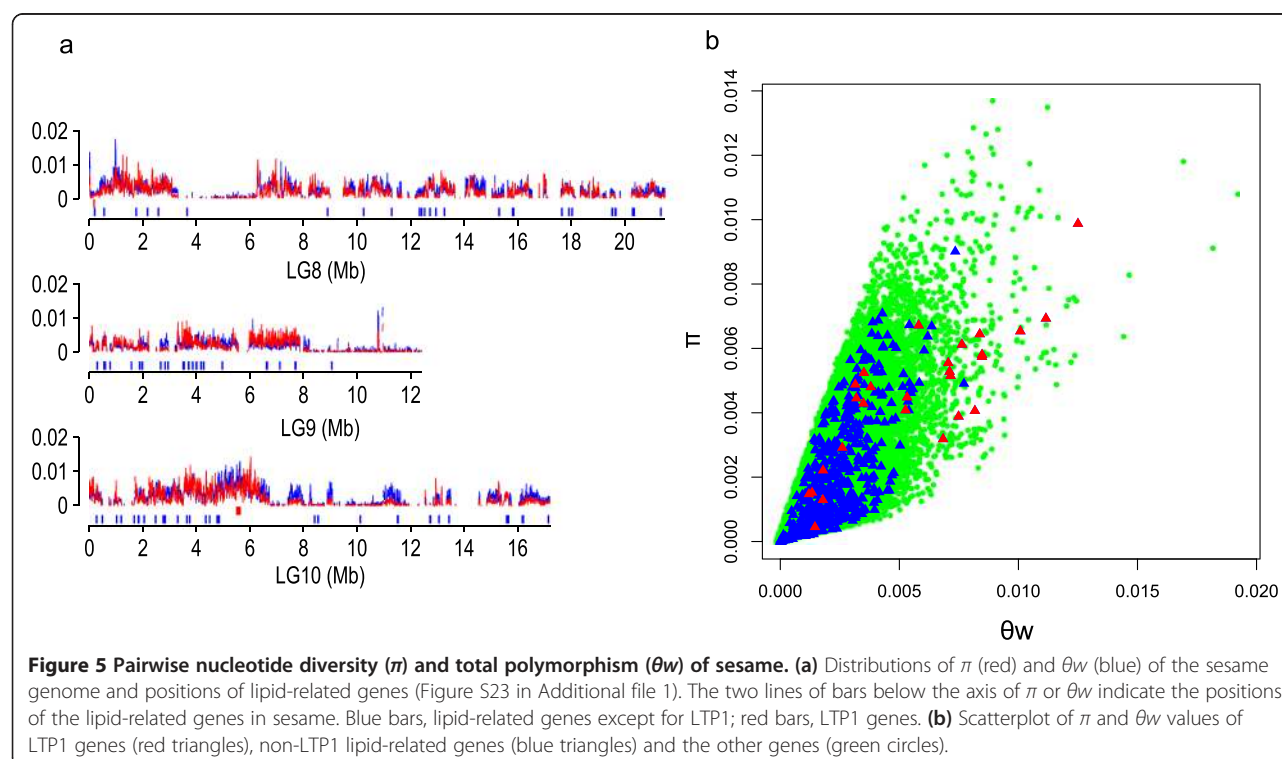 a
0.02
0.01
0
0 2 4 6 8 10 12 14 16 18 20
LG8 (Mb)
0.02
0.01
0
0 2 4 6 8 10 12
LG9 (Mb)
0.02
0.01
0
0 2 4 6 8 10 12 14 16
LG10 (Mb)
b
0.014
0.012
0.010
0.008
0.006
0.004
0.002
0.000
π
0.000 0.005 0.010 0.015 0.020
θw
Figure 5 Pairwise nucleotide diversity (π) and total polymorphism (θw) of sesame. (a) Distributions of π (red) and θw (blue) of the sesame
genome and positions of lipid-related genes (Figure S23 in Additional file 1). The two lines of bars below the axis of π or θw indicate the positions
of the lipid-related genes in sesame. Blue bars, lipid-related genes except for LTP1; red bars, LTP1 genes. (b) Scatterplot of π and θw values of
LTP1 genes (red triangles), non-LTP1 lipid-related genes (blue triangles) and the other genes (green circles).